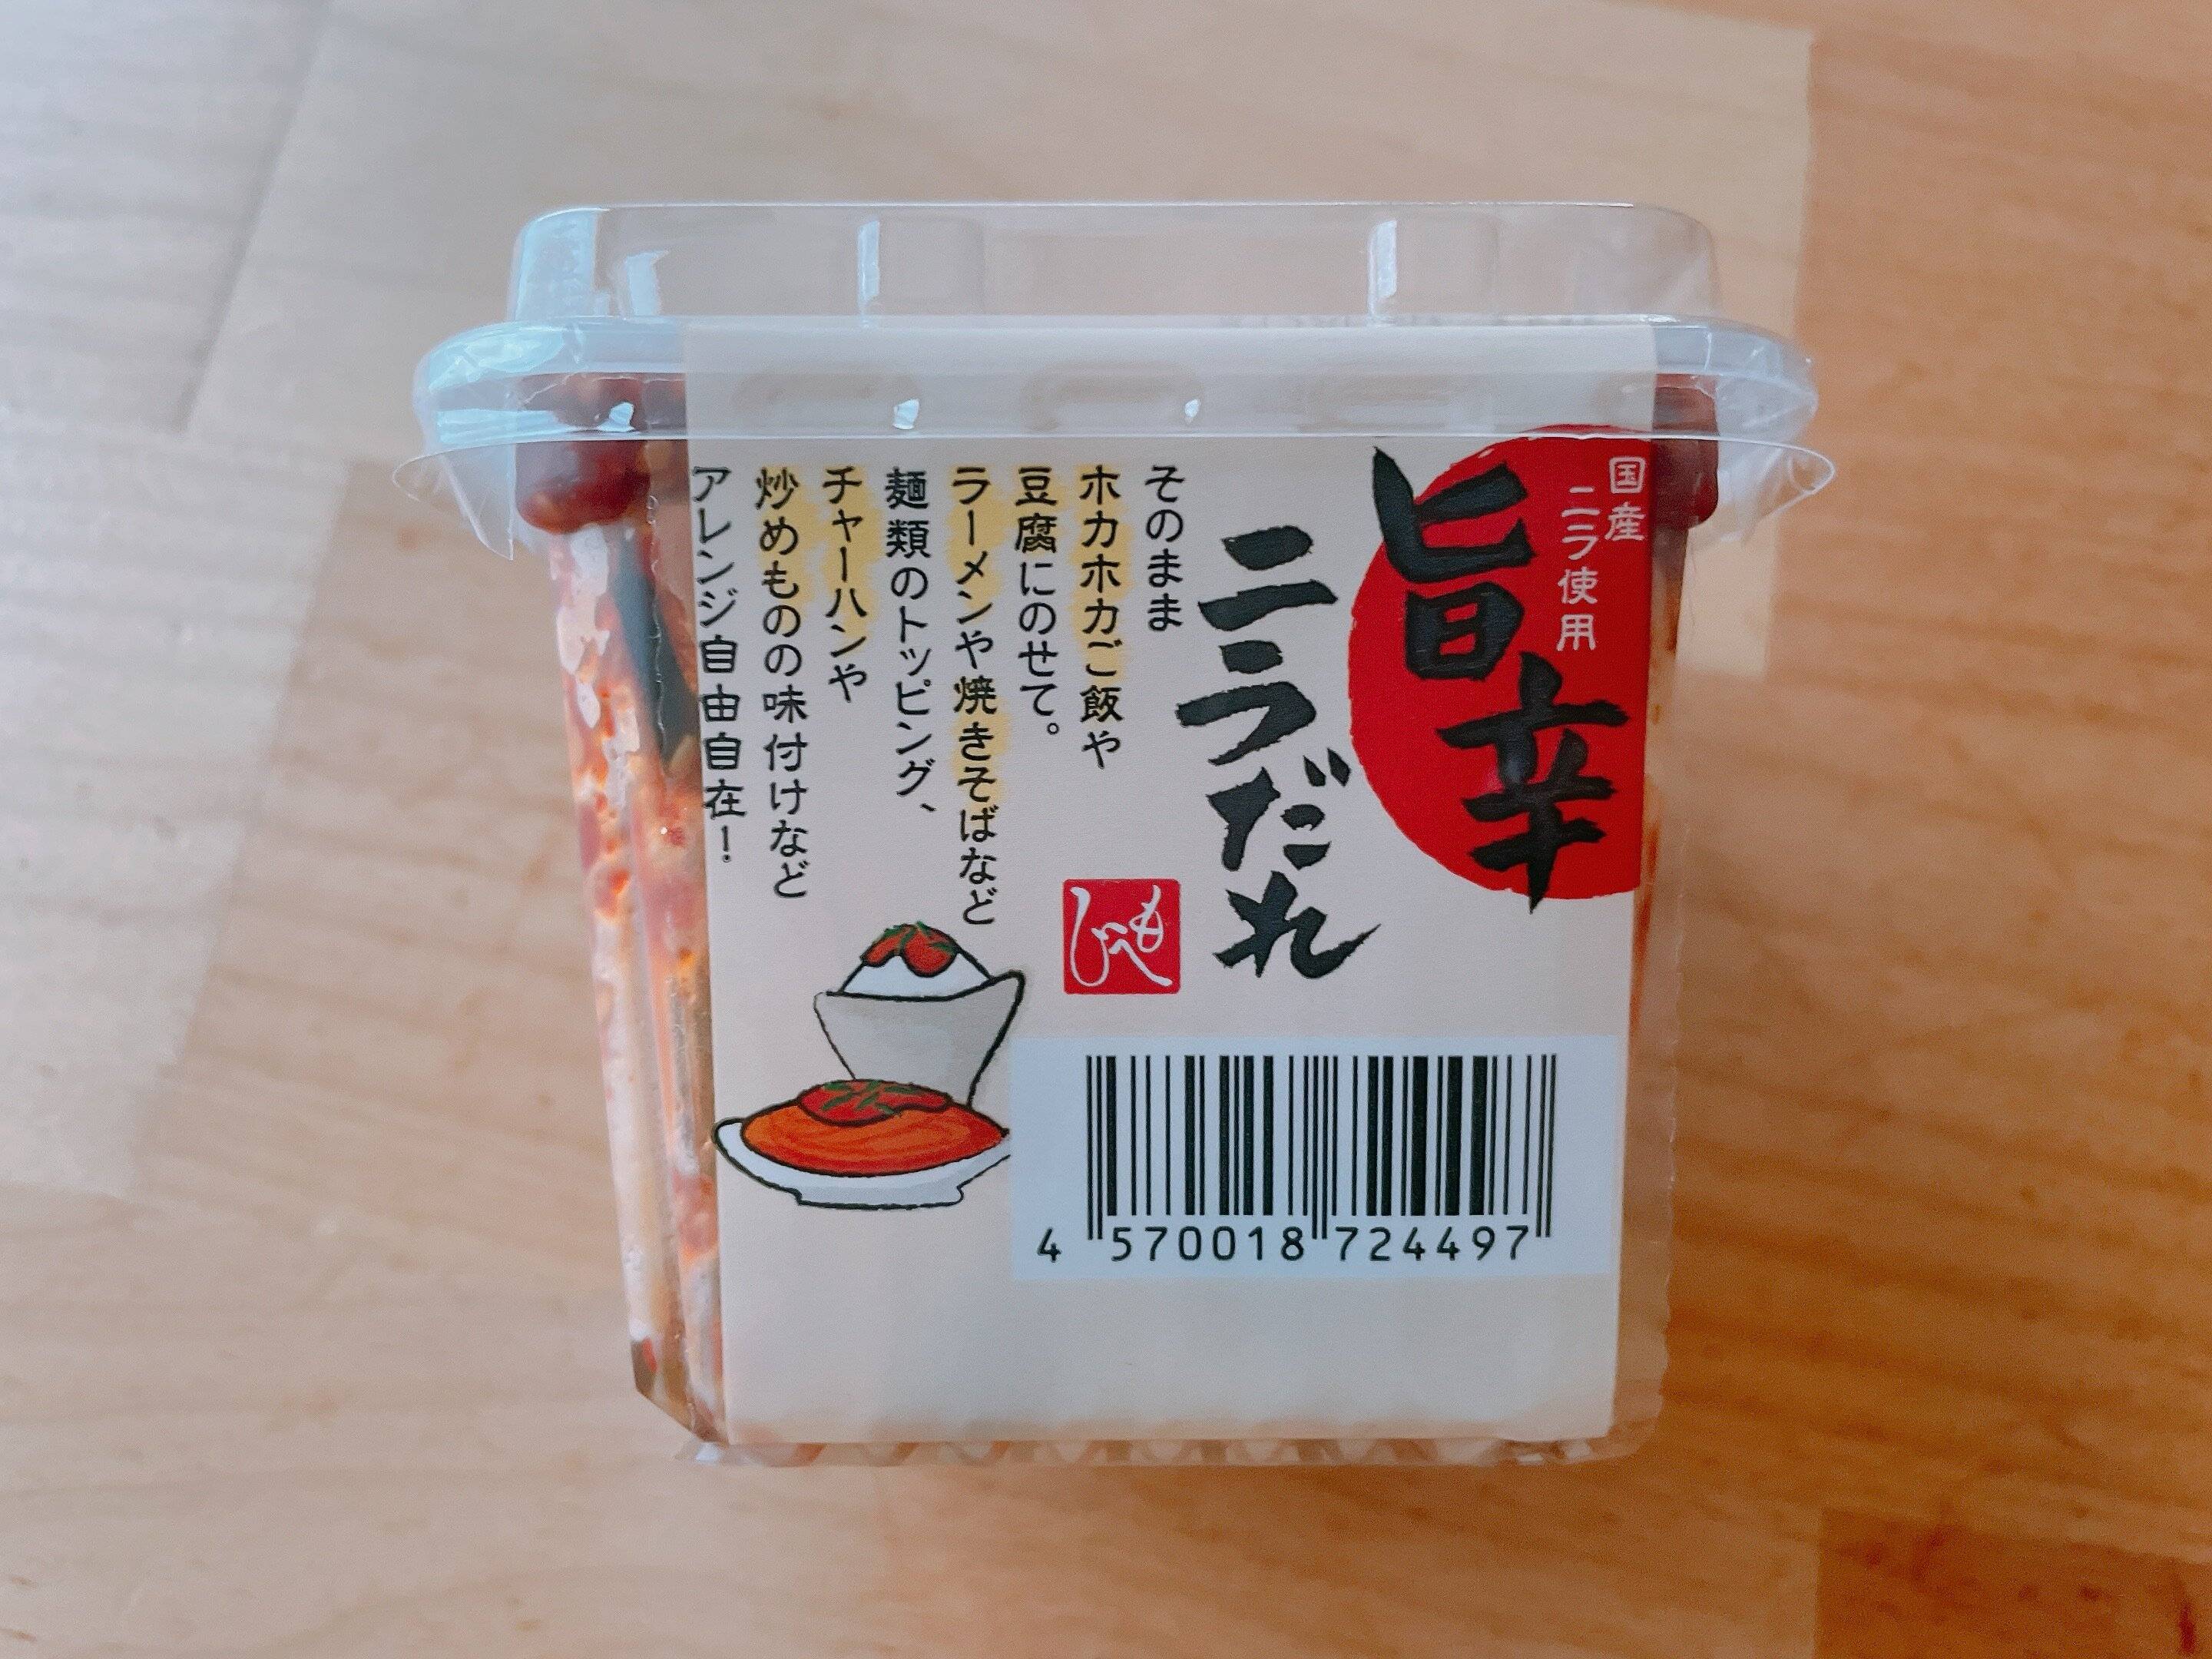 国産
ニラ使用
旨辛
ニラだれ
もへじ
そのまま
ホカホカご飯や
豆腐にのせて。
ラーメンや焼きそばなど
麺類のトッピング、
チャーハンや
炒めものの味付けなど
アレンジ自由自在！
4 570018 724497